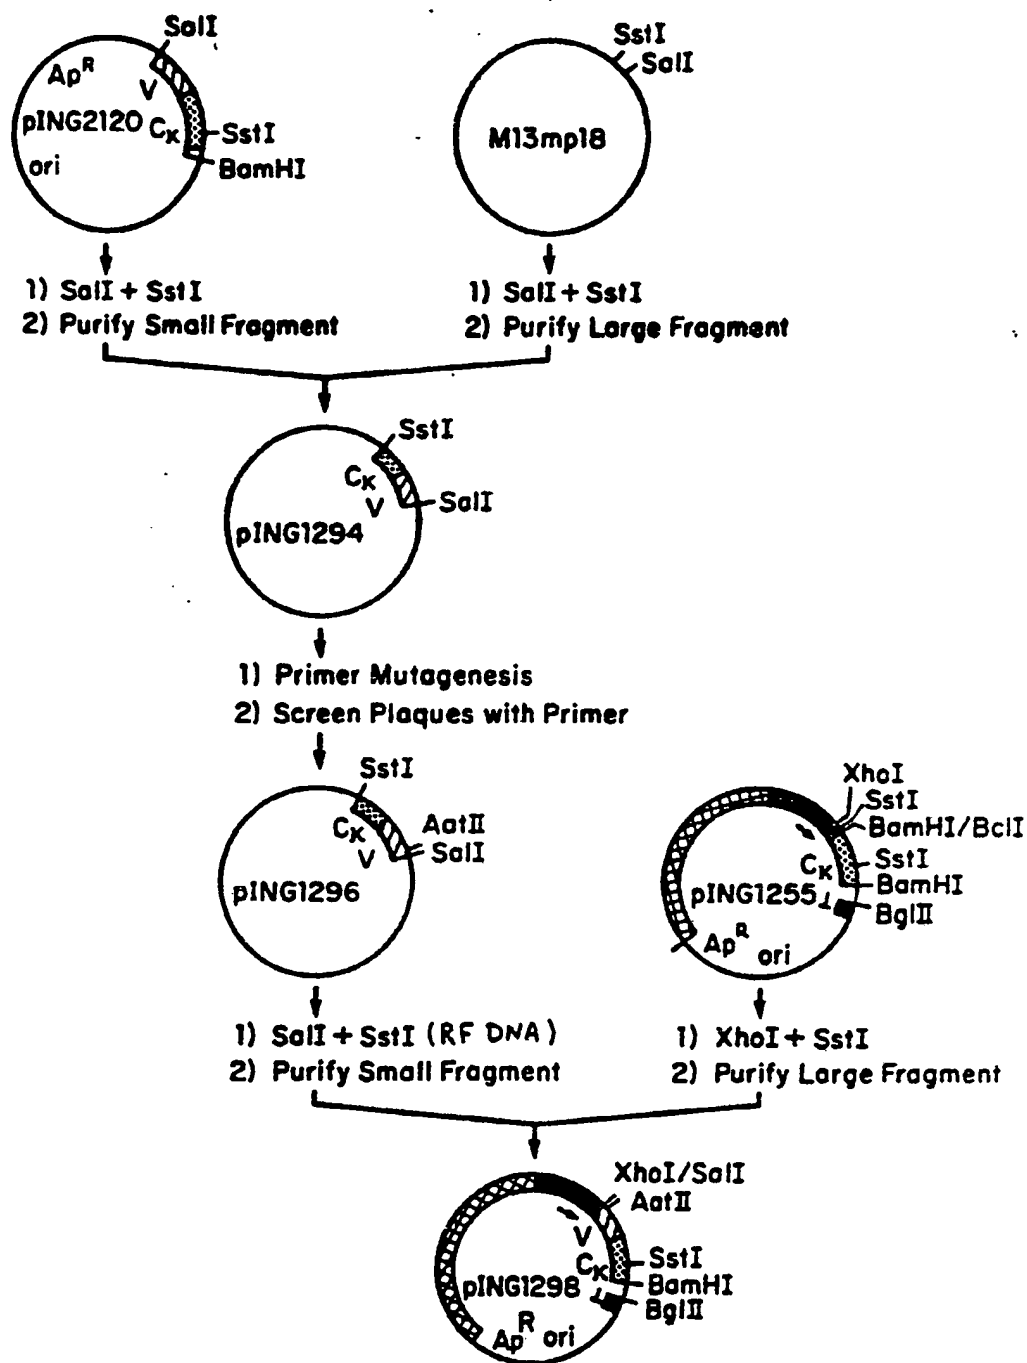 SalI
Ap^R
V
pING2120
C_K
SstI
ori
BamHI
SstI
SalI
M13mp18
1) SalI + SstI
2) Purify Small Fragment
1) SalI + SstI
2) Purify Large Fragment
SstI
C_K
V
SalI
pING1294
1) Primer Mutagenesis
2) Screen Plaques with Primer
SstI
C_K
AatII
V
SalI
pING1296
XhoI
SstI
BamHI/BclI
C_K
SstI
BamHI
pING1255
BglII
Ap^R
ori
1) SalI + SstI (RF DNA)
2) Purify Small Fragment
1) XhoI + SstI
2) Purify Large Fragment
XhoI/SalI
AatII
V
C_K
SstI
BamHI
pING1298
BglII
Ap^R
ori